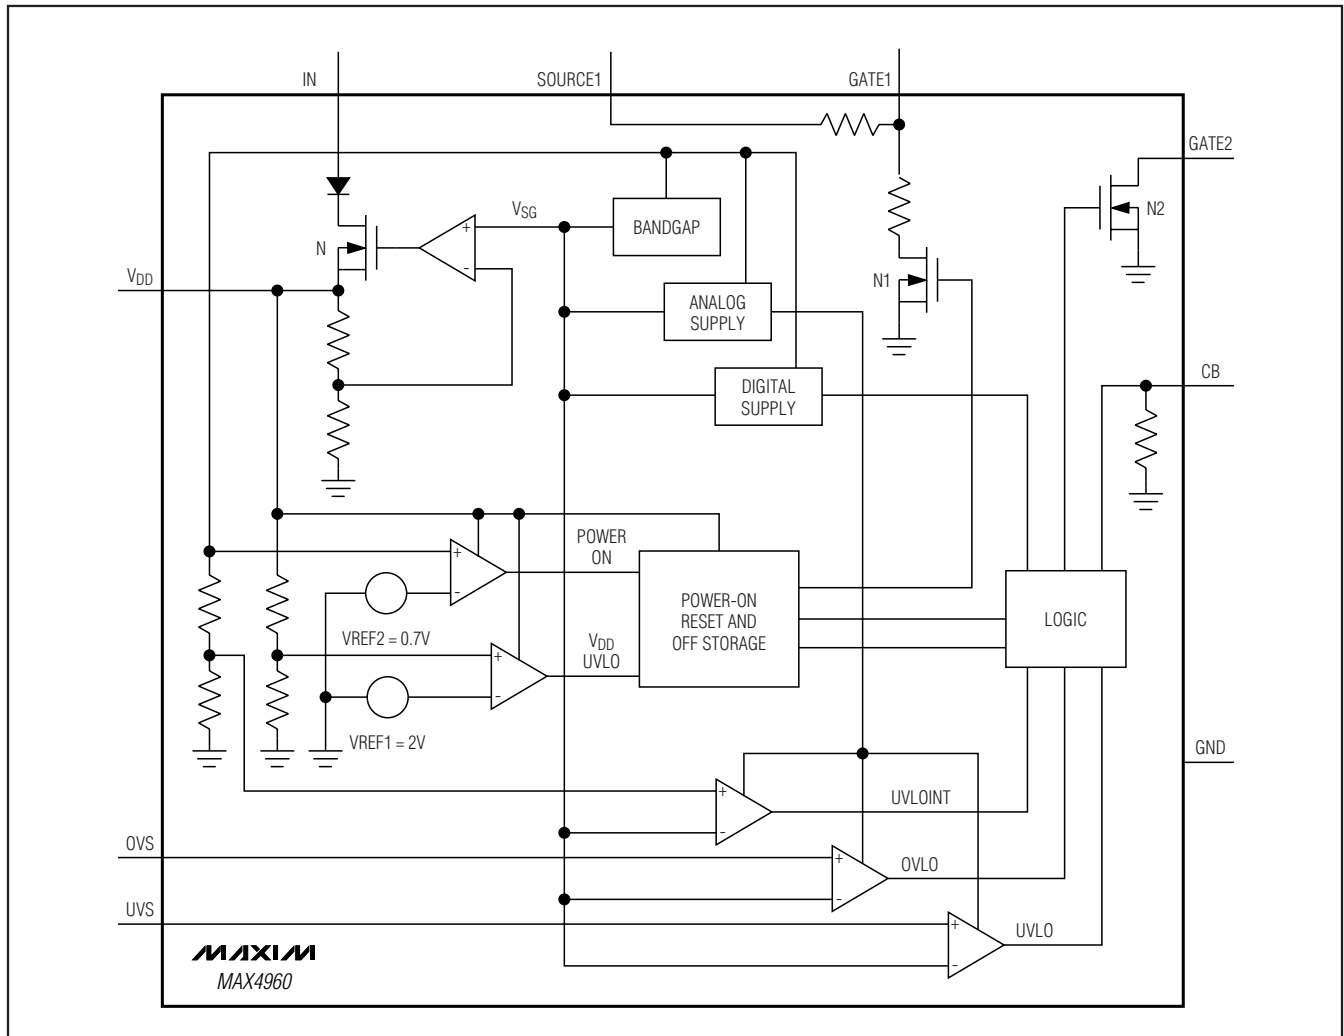 IN
SOURCE1
GATE1
GATE2
N2
VSG
+
-
BANDGAP
N
VDD
N1
ANALOG
SUPPLY
DIGITAL
SUPPLY
CB
POWER
ON
+
-
VREF2 = 0.7V
POWER-ON
RESET AND
OFF STORAGE
LOGIC
VDD
UVLO
+
-
VREF1 = 2V
GND
+
-
UVLOINT
OVS
+
-
OVLO
UVS
+
-
UVLO
MAXIM
MAX4960